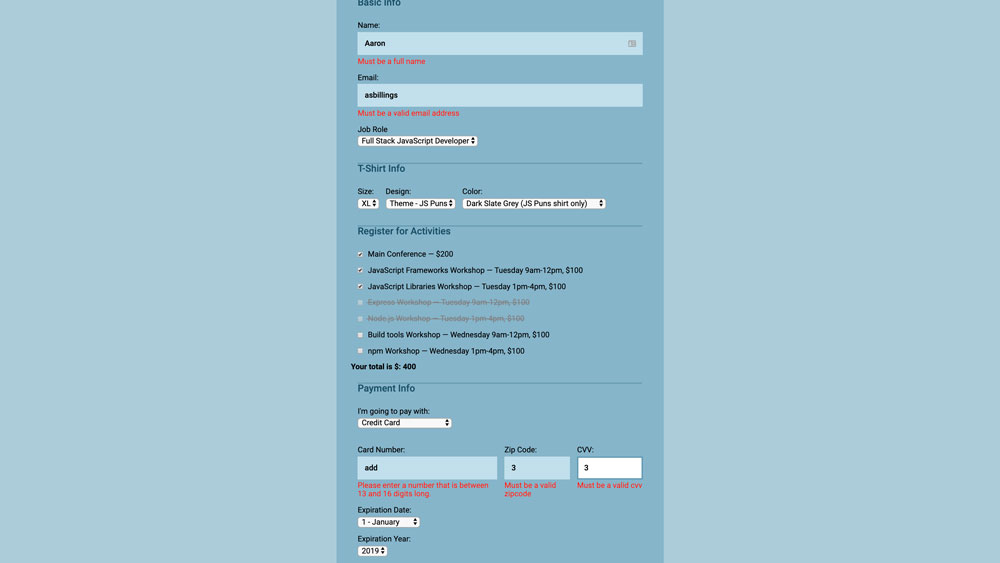 Basic Info
Name:
Aaron
Must be a full name
Email:
asbillings
Must be a valid email address
Job Role
Full Stack JavaScript Developer
T-Shirt Info
Size: Design: Color:
XL Theme - JS Puns Dark Slate Grey (JS Puns shirt only)
Register for Activities
Main Conference — $200
JavaScript Frameworks Workshop — Tuesday 9am-12pm, $100
JavaScript Libraries Workshop — Tuesday 1pm-4pm, $100
Express Workshop — Tuesday 9am-12pm, $100
Node.js Workshop — Tuesday 1pm-4pm, $100
Build tools Workshop — Wednesday 9am-12pm, $100
npm Workshop — Wednesday 1pm-4pm, $100
Your total is $: 400
Payment Info
I'm going to pay with:
Credit Card
Card Number: Zip Code: CVV:
add 3 3
Please enter a number that is between Must be a valid Must be a valid cvv
13 and 16 digits long. zipcode
Expiration Date:
1 - January
Expiration Year:
2019